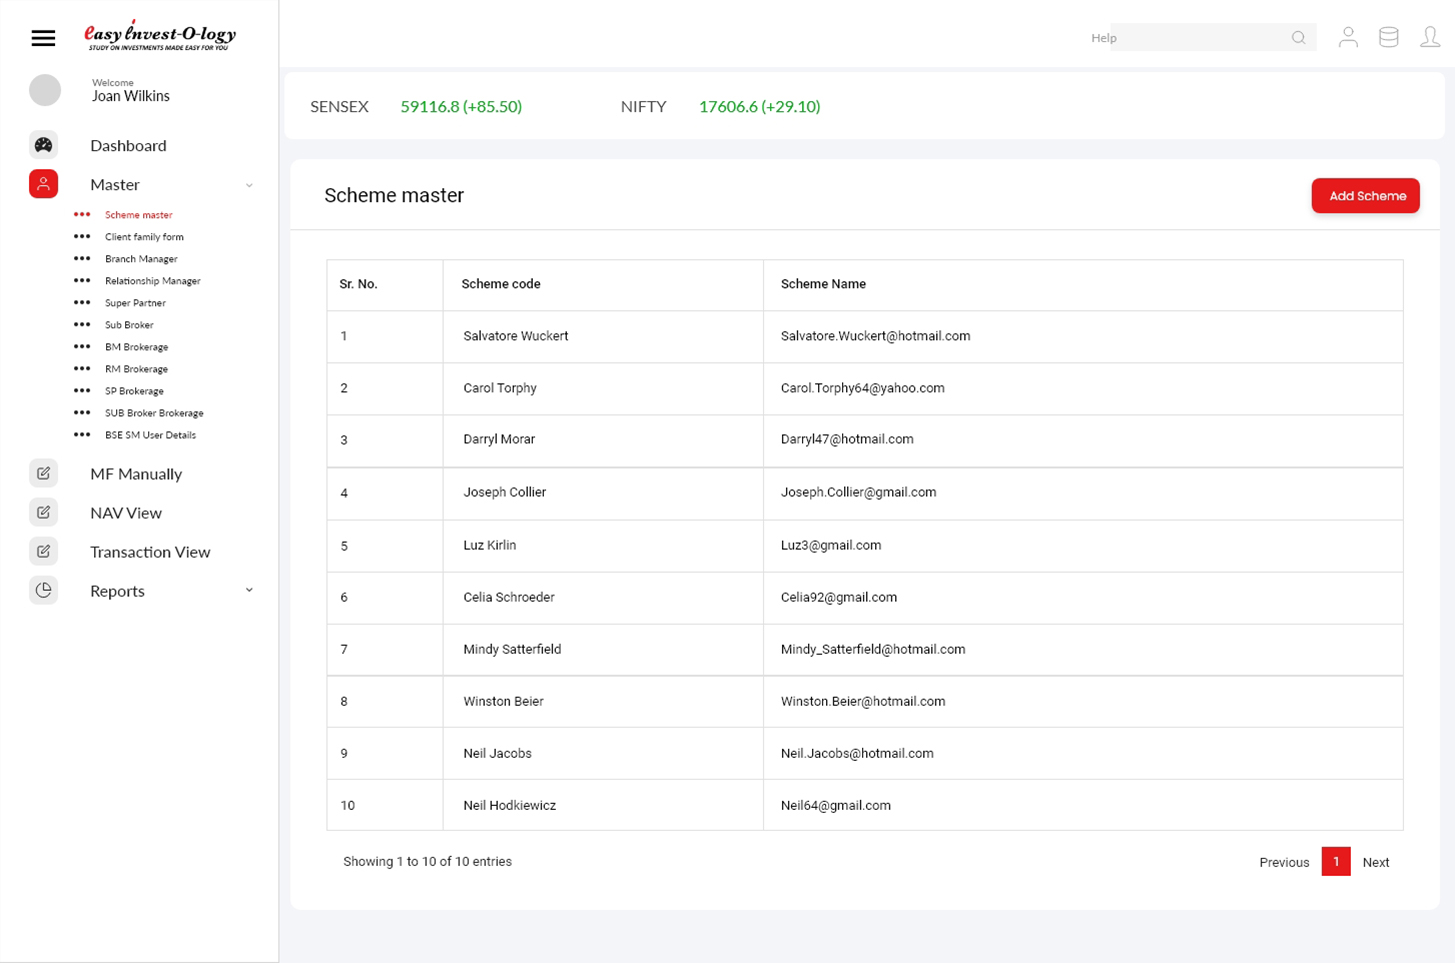 easy invest-O-logy
STUDY ON INVESTMENTS MADE EASY FOR YOU
Help
Welcome
Joan Wilkins
Dashboard
Master
Scheme master
Client family form
Branch Manager
Relationship Manager
Super Partner
Sub Broker
BM Brokerage
RM Brokerage
SP Brokerage
SUB Broker Brokerage
BSE SM User Details
MF Manually
NAV View
Transaction View
Reports
SENSEX 59116.8 (+85.50) NIFTY 17606.6 (+29.10)
Scheme master Add Scheme
Sr. No. Scheme code Scheme Name
1 Salvatore Wuckert Salvatore.Wuckert@hotmail.com
2 Carol Torphy Carol.Torphy64@yahoo.com
3 Darryl Morar Darryl47@hotmail.com
4 Joseph Collier Joseph.Collier@gmail.com
5 Luz Kirlin Luz3@gmail.com
6 Celia Schroeder Celia92@gmail.com
7 Mindy Satterfield Mindy_Satterfield@hotmail.com
8 Winston Beier Winston.Beier@hotmail.com
9 Neil Jacobs Neil.Jacobs@hotmail.com
10 Neil Hodkiewicz Neil64@gmail.com
Showing 1 to 10 of 10 entries Previous 1 Next